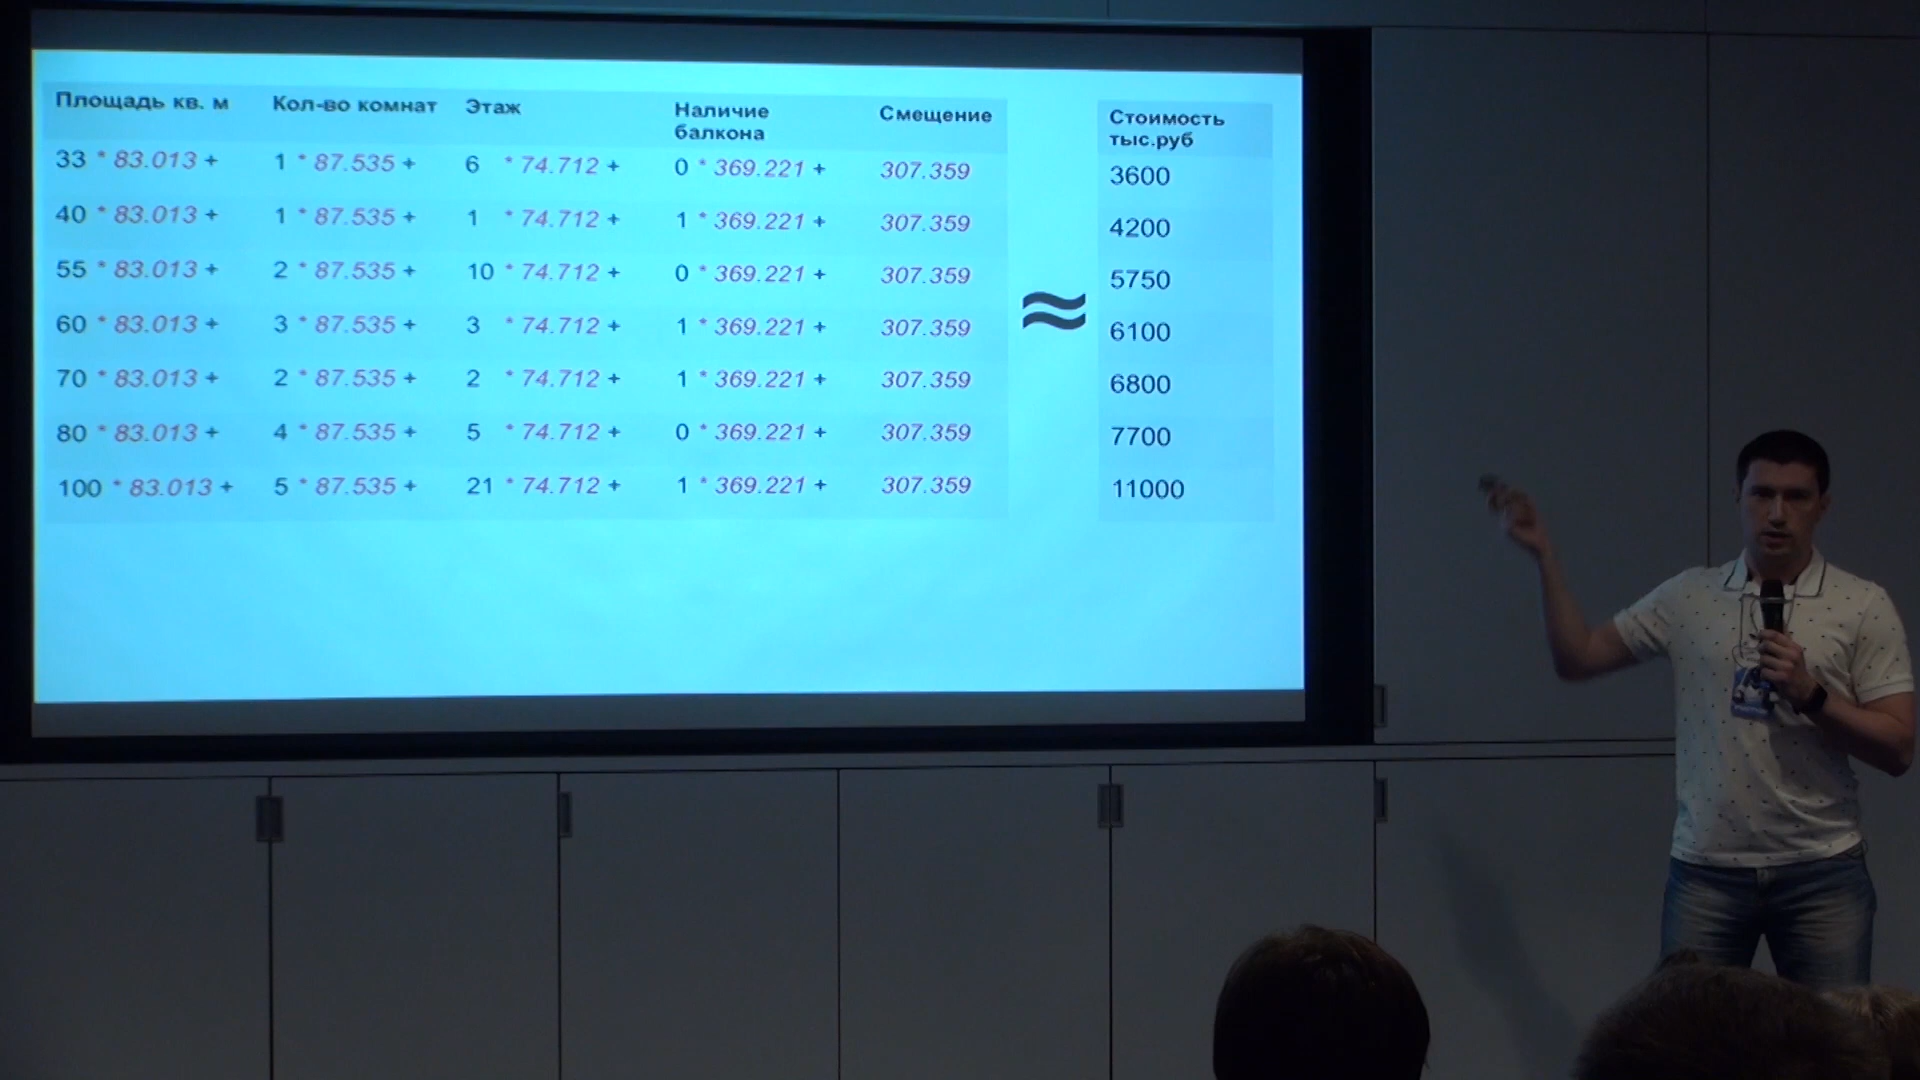 Площадь кв. м Кол-во комнат Этаж Наличие балкона Смещение Стоимость тыс.руб
33 * 83.013 + 1 * 87.535 + 6 * 74.712 + 0 * 369.221 + 307.359 3600
40 * 83.013 + 1 * 87.535 + 1 * 74.712 + 1 * 369.221 + 307.359 4200
55 * 83.013 + 2 * 87.535 + 10 * 74.712 + 0 * 369.221 + 307.359 5750
60 * 83.013 + 3 * 87.535 + 3 * 74.712 + 1 * 369.221 + 307.359 ≈ 6100
70 * 83.013 + 2 * 87.535 + 2 * 74.712 + 1 * 369.221 + 307.359 6800
80 * 83.013 + 4 * 87.535 + 5 * 74.712 + 0 * 369.221 + 307.359 7700
100 * 83.013 + 5 * 87.535 + 21 * 74.712 + 1 * 369.221 + 307.359 11000